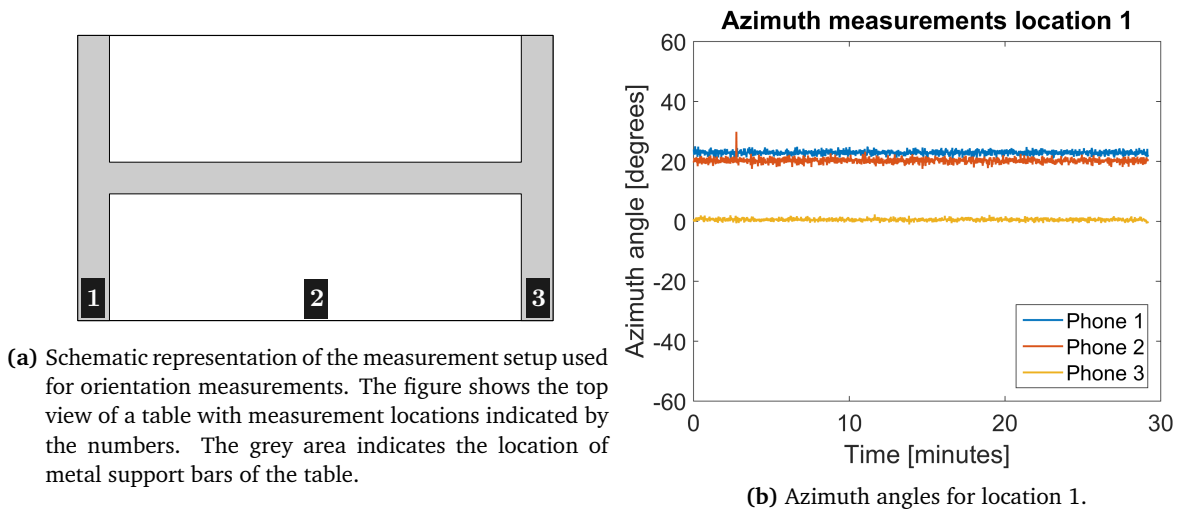 1
2
3
(a) Schematic representation of the measurement setup used
for orientation measurements. The figure shows the top
view of a table with measurement locations indicated by
the numbers. The grey area indicates the location of
metal support bars of the table.
Azimuth measurements location 1
Azimuth angle [degrees]
60
40
20
0
-20
-40
-60
Phone 1
Phone 2
Phone 3
0
10
20
30
Time [minutes]
(b) Azimuth angles for location 1.